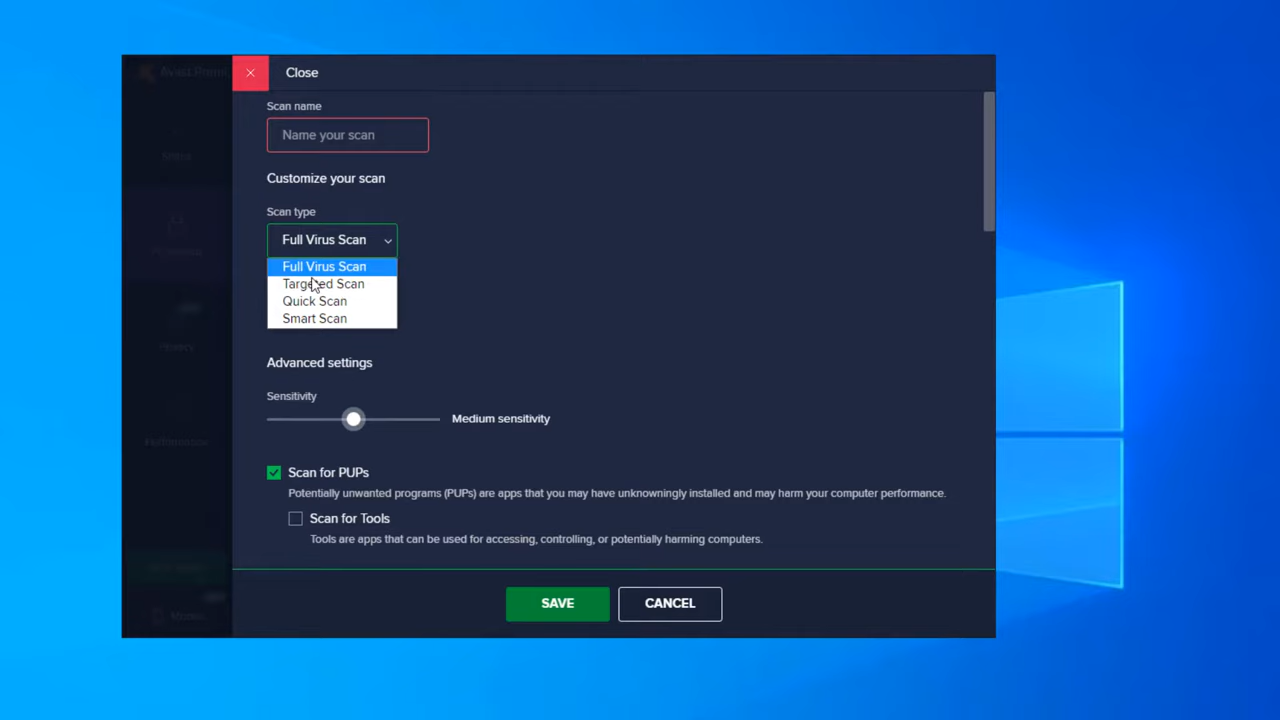 Close
Scan name
Name your scan
Customize your scan
Scan type
Full Virus Scan
Full Virus Scan
Targeted Scan
Quick Scan
Smart Scan
Advanced settings
Sensitivity
Medium sensitivity
Scan for PUPs
Potentially unwanted programs (PUPs) are apps that you may have unknowningly installed and may harm your computer performance.
Scan for Tools
Tools are apps that can be used for accessing, controlling, or potentially harming computers.
SAVE
CANCEL